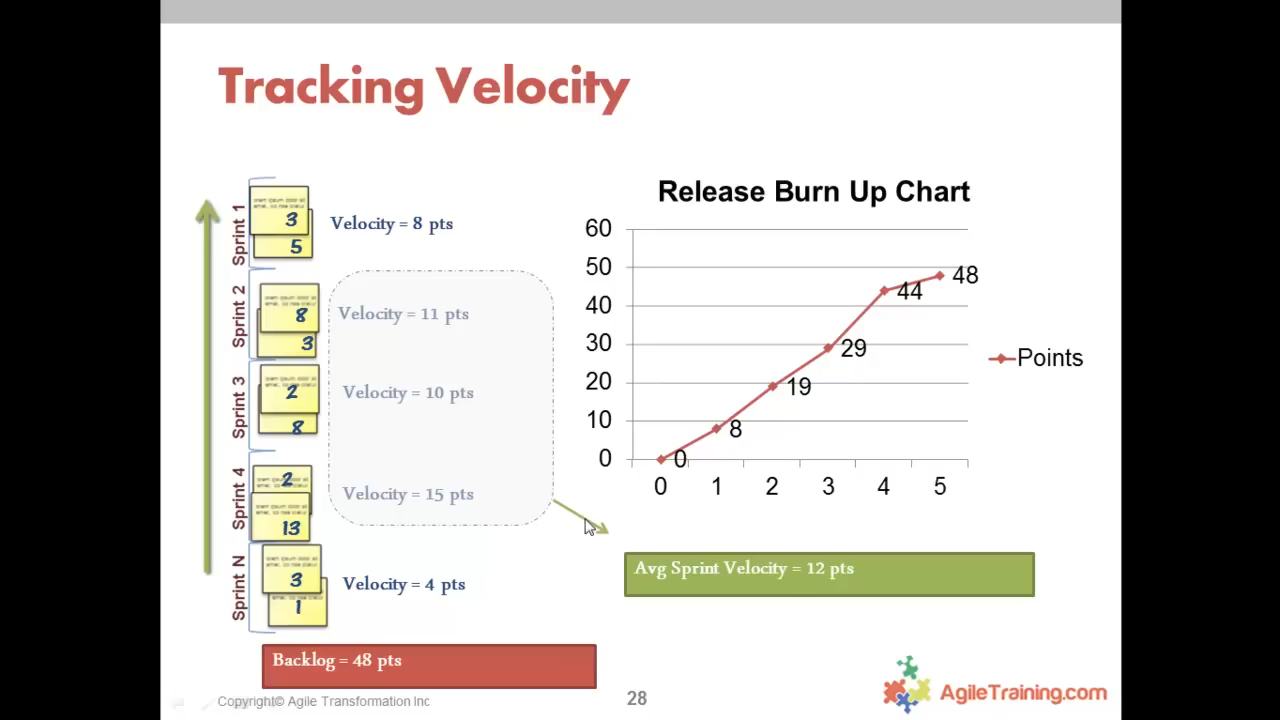 Tracking Velocity
Sprint 1
3
5
Velocity = 8 pts
Sprint 2
8
3
Velocity = 11 pts
Sprint 3
2
8
Velocity = 10 pts
Sprint 4
2
13
Velocity = 15 pts
Sprint N
3
1
Velocity = 4 pts
Backlog = 48 pts
Release Burn Up Chart
60
50
40
30
20
10
0
0
8
19
29
44
48
0 1 2 3 4 5
Points
Avg Sprint Velocity = 12 pts
Copyright© Agile Transformation Inc
28
AgileTraining.com